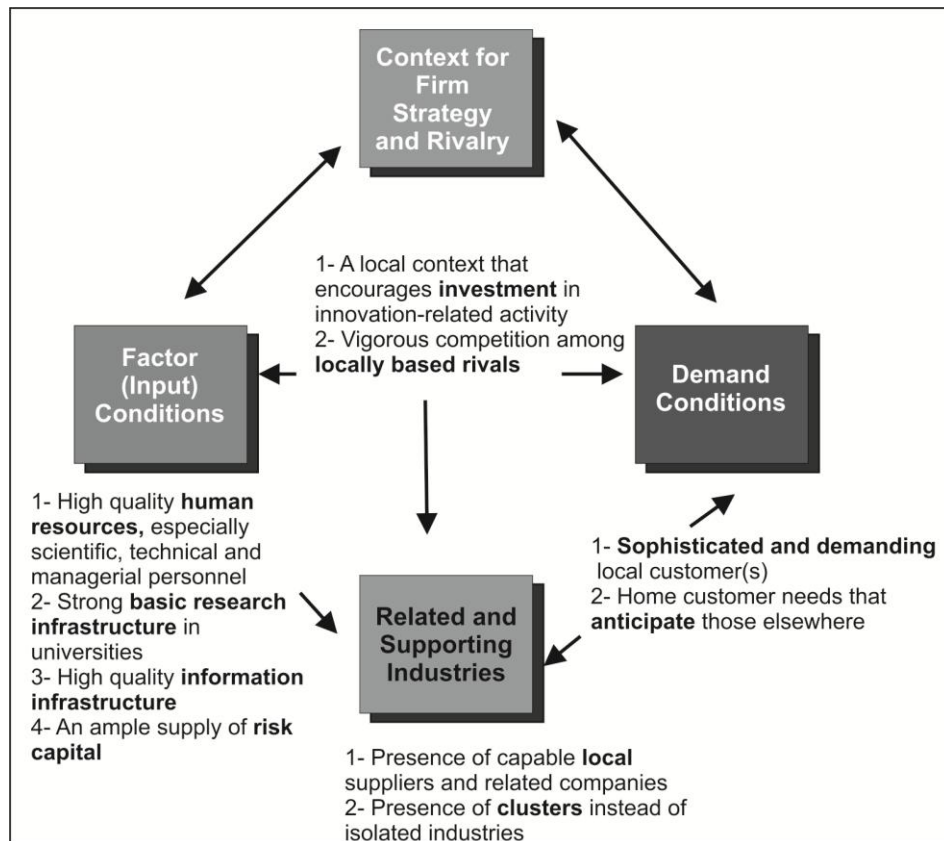 Context for
Firm
Strategy
and Rivalry
1- A local context that
encourages investment in
innovation-related activity
2- Vigorous competition among
locally based rivals
Factor
(Input)
Conditions
Demand
Conditions
1- High quality human
resources, especially
scientific, technical and
managerial personnel
2- Strong basic research
infrastructure in
universities
3- High quality information
infrastructure
4- An ample supply of risk
capital
1- Sophisticated and demanding
local customer(s)
2- Home customer needs that
anticipate those elsewhere
Related and
Supporting
Industries
1- Presence of capable local
suppliers and related companies
2- Presence of clusters instead of
isolated industries